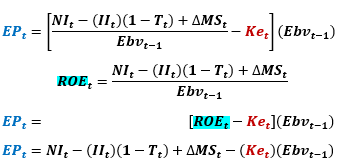 EPₜ = [ (NIₜ − (IIₜ)(1 − Tₜ) + ΔMSₜ) / Ebvₜ₋₁ − Keₜ ] (Ebvₜ₋₁)
ROEₜ = (NIₜ − (IIₜ)(1 − Tₜ) + ΔMSₜ) / Ebvₜ₋₁
EPₜ = [ROEₜ − Keₜ](Ebvₜ₋₁)
EPₜ = NIₜ − (IIₜ)(1 − Tₜ) + ΔMSₜ − (Keₜ)(Ebvₜ₋₁)